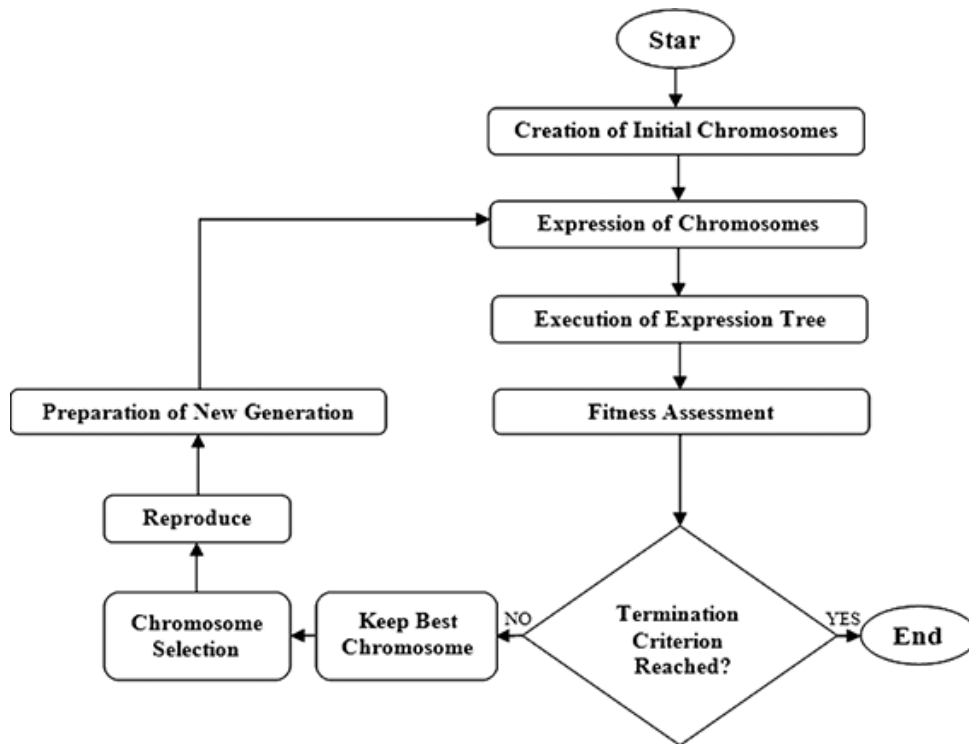 Star
Creation of Initial Chromosomes
Expression of Chromosomes
Execution of Expression Tree
Fitness Assessment
Termination
Criterion
Reached?
YES
End
NO
Keep Best
Chromosome
Chromosome
Selection
Reproduce
Preparation of New Generation